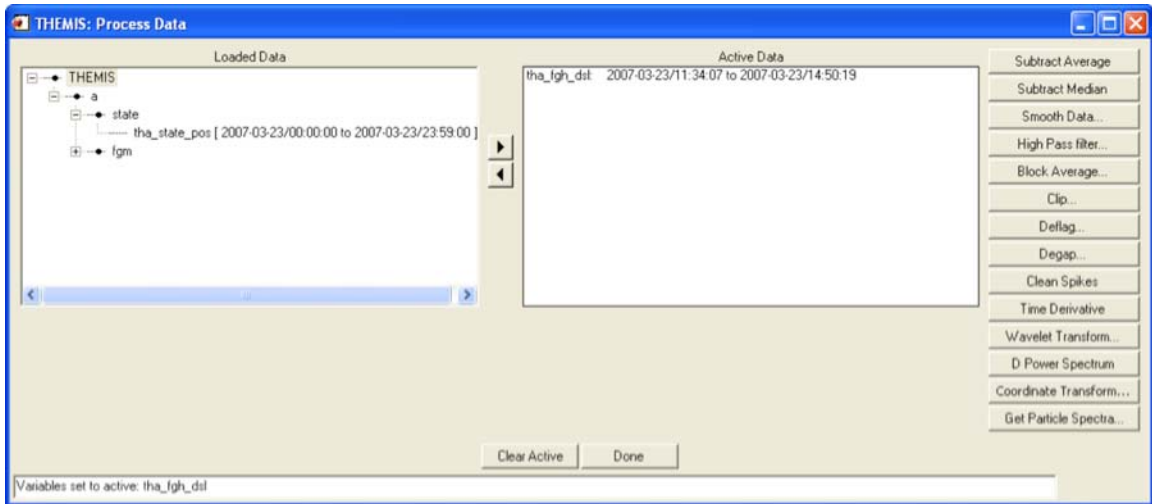 THEMIS: Process Data
Loaded Data
THEMIS
a
state
tha_state_pos [ 2007-03-23/00:00:00 to 2007-03-23/23:59:00 ]
fgm
Active Data
tha_fgh_dsl: 2007-03-23/11:34:07 to 2007-03-23/14:50:19
Subtract Average
Subtract Median
Smooth Data...
High Pass filter...
Block Average...
Clip...
Deflag...
Degap...
Clean Spikes
Time Derivative
Wavelet Transform...
D Power Spectrum
Coordinate Transform...
Get Particle Spectra...
Clear Active
Done
Variables set to active: tha_fgh_dsl